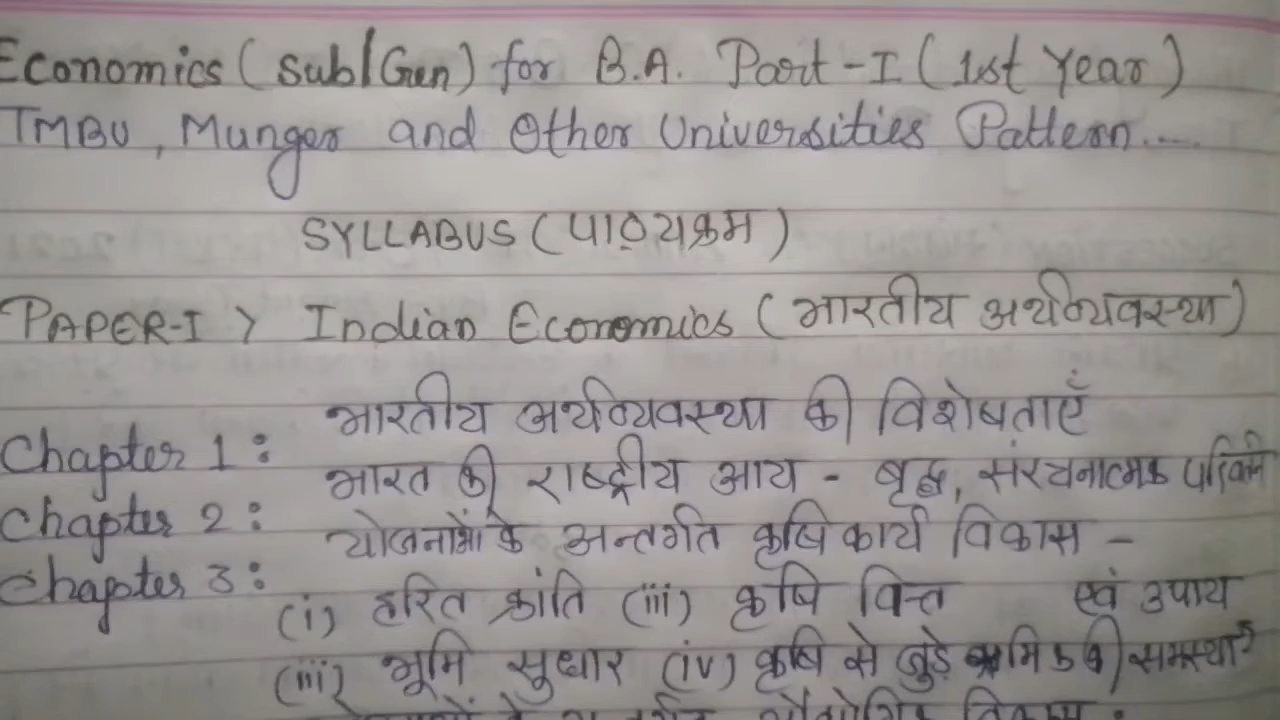 Economics (Sub/Gen) for B.A. Part-I (1st Year)
TMBU, Munger and Other Universities Pattern....
SYLLABUS (पाठ्यक्रम)
PAPER-I > Indian Economics (भारतीय अर्थव्यवस्था)
Chapter 1: भारतीय अर्थव्यवस्था की विशेषताएँ
Chapter 2: भारत की राष्ट्रीय आय - बृद्धि, संरचनात्मक
Chapter 3: योजनाओं के अन्तर्गत कृषि कार्य विकास -
(i) हरित क्रांति (iii) कृषि वित्त एवं उपाय
(iii) भूमि सुधार (iv) कृषि से जुड़े श्रमिक की समस्याएँ